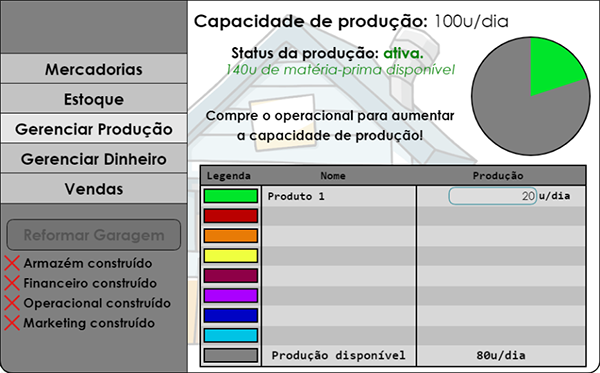 Capacidade de produção: 100u/dia
Status da produção: ativa.
140u de matéria-prima disponível
Compre o operacional para aumentar
a capacidade de produção!
Mercadorias
Estoque
Gerenciar Produção
Gerenciar Dinheiro
Vendas
Reformar Garagem
Armazém construído
Financeiro construído
Operacional construído
Marketing construído
Legenda Nome Produção
Produto 1 20 u/dia
Produção disponível 80u/dia